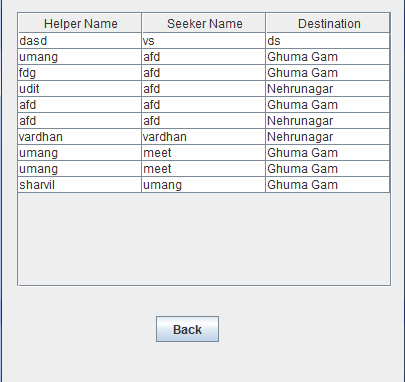 Helper Name Seeker Name Destination
dasd vs ds
umang afd Ghuma Gam
fdg afd Ghuma Gam
udit afd Nehrunagar
afd afd Ghuma Gam
afd afd Nehrunagar
vardhan vardhan Nehrunagar
umang meet Ghuma Gam
umang meet Ghuma Gam
sharvil umang Ghuma Gam
Back